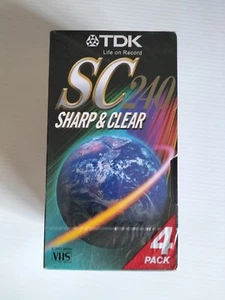 TDK
Life on Record
SC240
SHARP & CLEAR
4
PACK
VHS